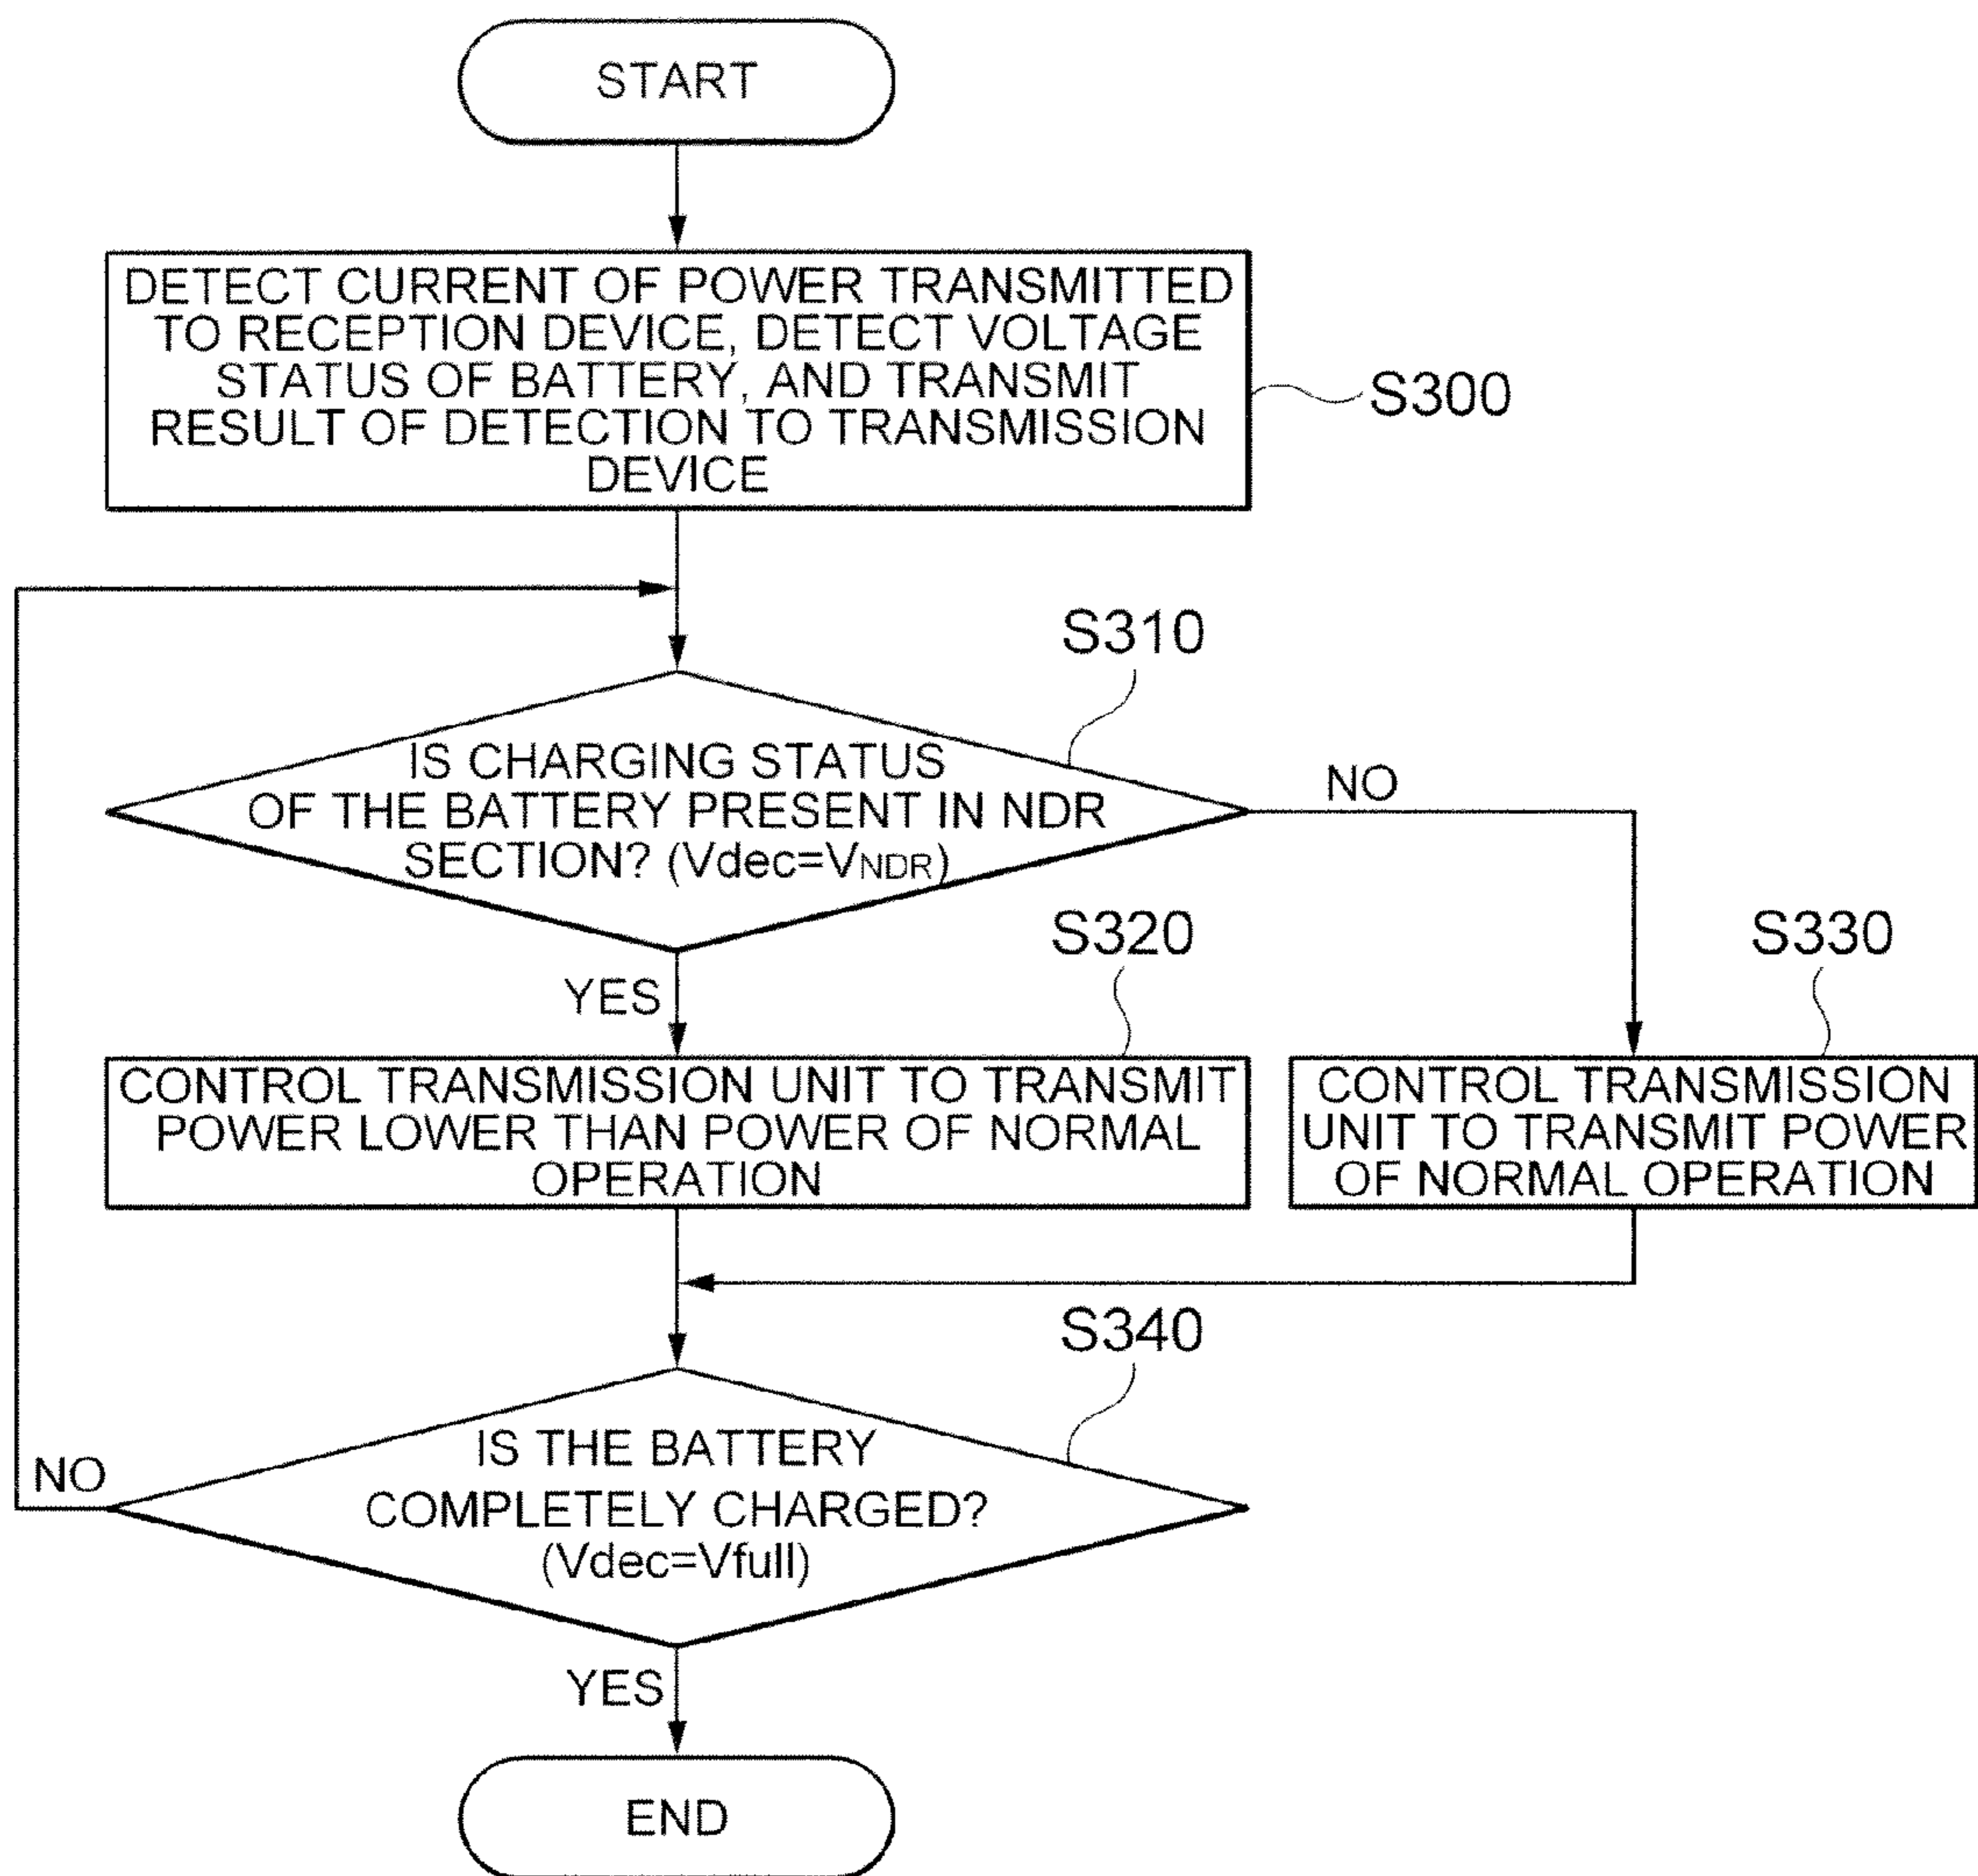 START
DETECT CURRENT OF POWER TRANSMITTED
TO RECEPTION DEVICE, DETECT VOLTAGE
STATUS OF BATTERY, AND TRANSMIT
RESULT OF DETECTION TO TRANSMISSION
DEVICE
S300
S310
IS CHARGING STATUS
OF THE BATTERY PRESENT IN NDR
SECTION? (Vdec=VNDR)
NO
YES
S320
S330
CONTROL TRANSMISSION UNIT TO TRANSMIT
POWER LOWER THAN POWER OF NORMAL
OPERATION
CONTROL TRANSMISSION
UNIT TO TRANSMIT POWER
OF NORMAL OPERATION
S340
IS THE BATTERY
COMPLETELY CHARGED?
(Vdec=Vfull)
NO
YES
END